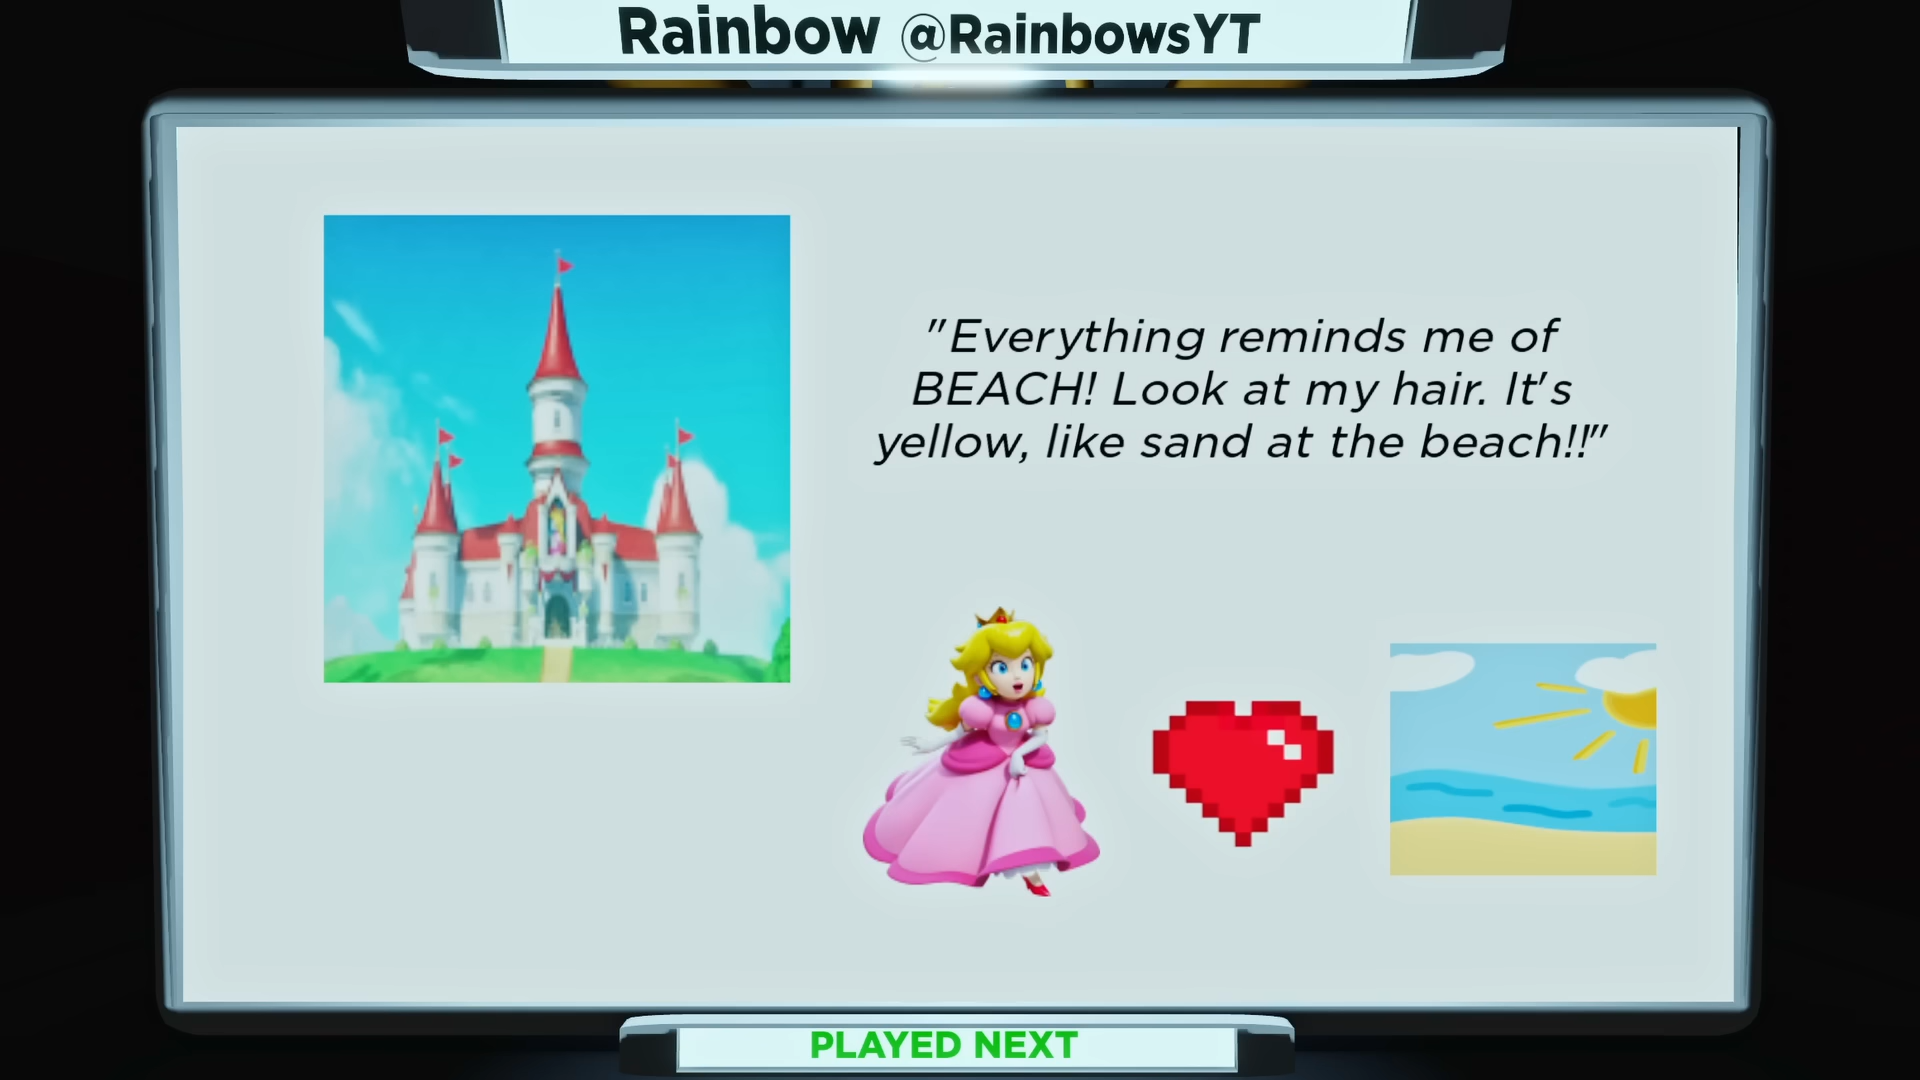 Rainbow @RainbowsYT
"Everything reminds me of
BEACH! Look at my hair. It's
yellow, like sand at the beach!!"
PLAYED NEXT